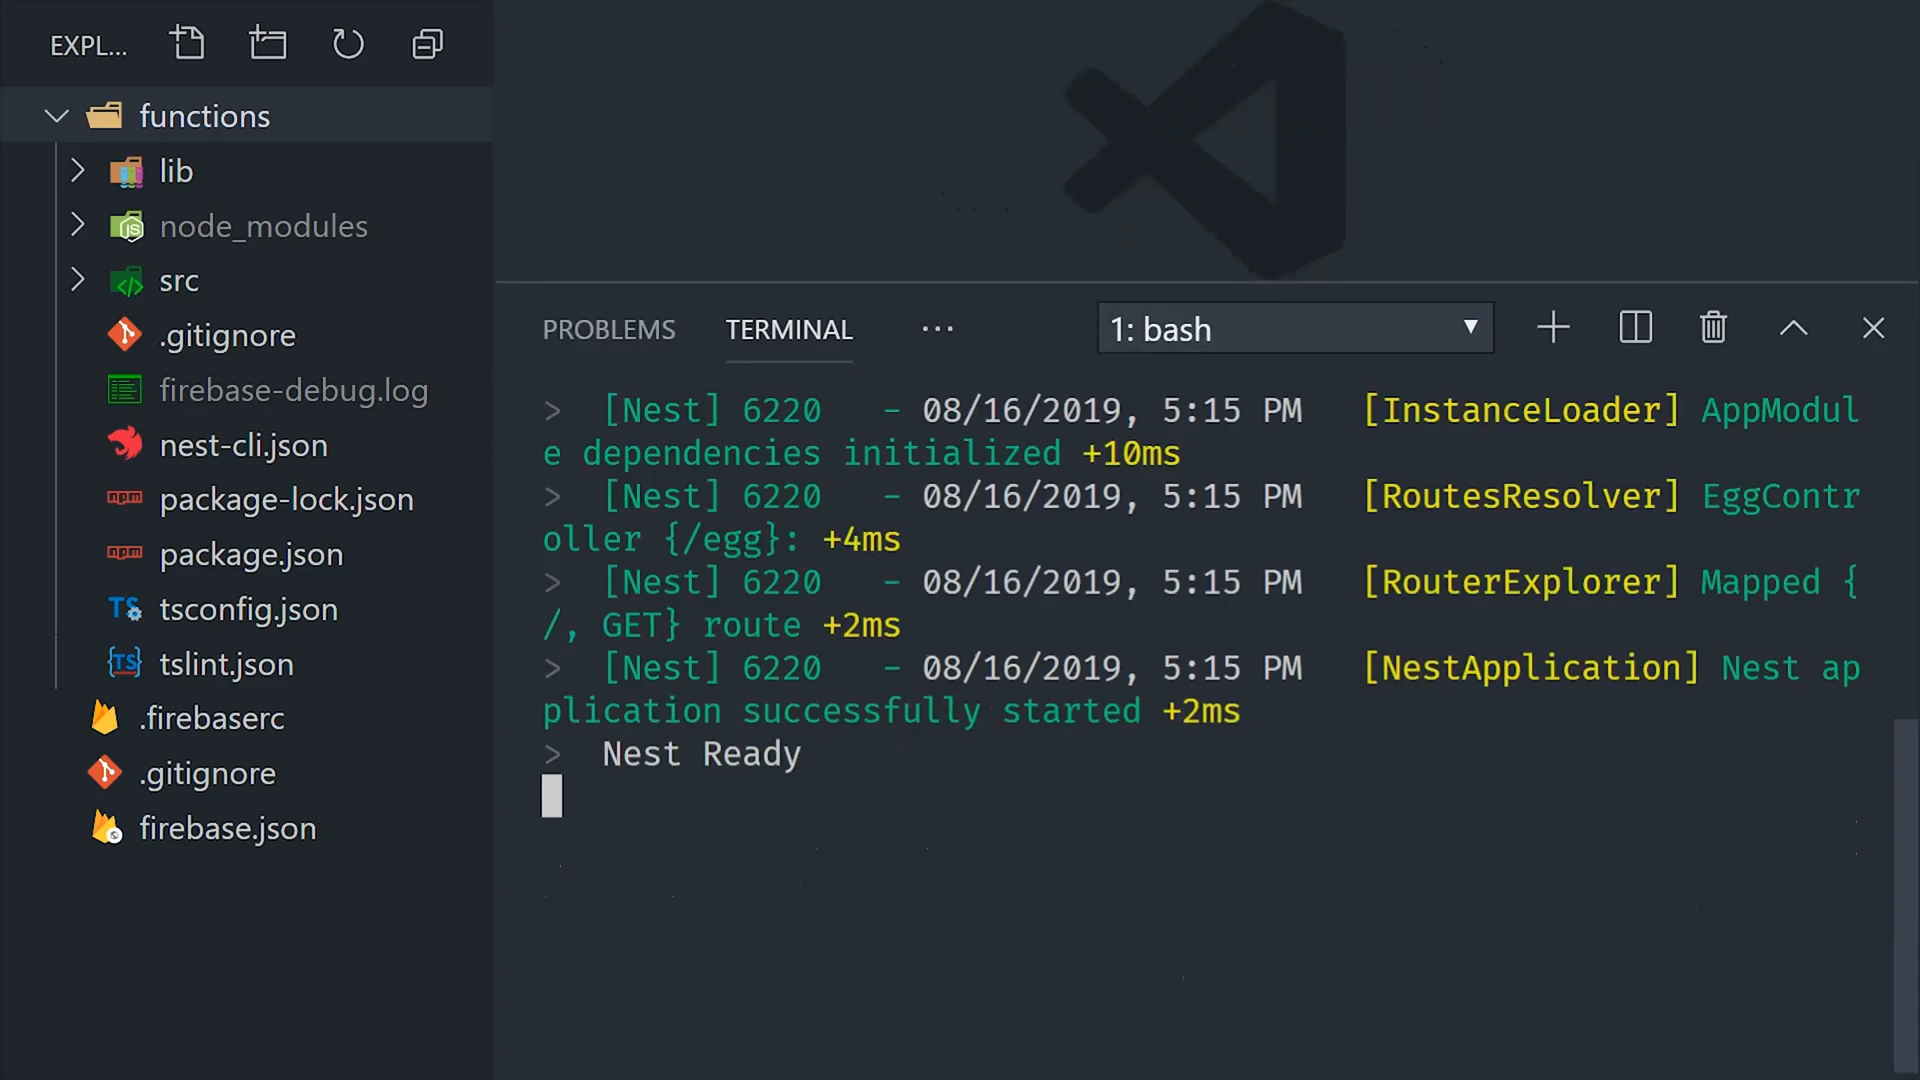 EXPL...
functions
lib
node_modules
src
.gitignore
firebase-debug.log
nest-cli.json
package-lock.json
package.json
tsconfig.json
tslint.json
.firebaserc
.gitignore
firebase.json
PROBLEMS TERMINAL ... 1: bash
> [Nest] 6220 - 08/16/2019, 5:15 PM [InstanceLoader] AppModul
e dependencies initialized +10ms
> [Nest] 6220 - 08/16/2019, 5:15 PM [RoutesResolver] EggContr
oller {/egg}: +4ms
> [Nest] 6220 - 08/16/2019, 5:15 PM [RouterExplorer] Mapped {
/, GET} route +2ms
> [Nest] 6220 - 08/16/2019, 5:15 PM [NestApplication] Nest ap
plication successfully started +2ms
> Nest Ready